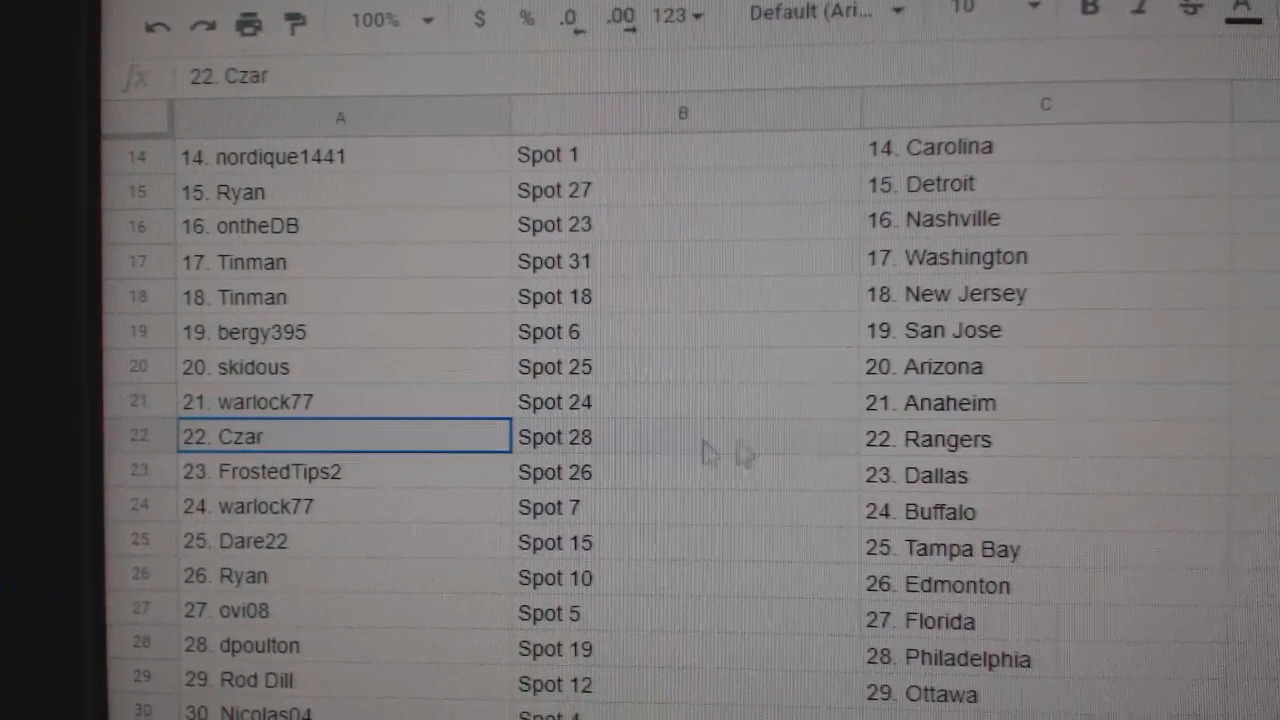 100% $ % .0 .00 123 Default (Ari... 10 B I S A
fx 22. Czar
A B C
14 14. nordique1441 Spot 1 14. Carolina
15 15. Ryan Spot 27 15. Detroit
16 16. ontheDB Spot 23 16. Nashville
17 17. Tinman Spot 31 17. Washington
18 18. Tinman Spot 18 18. New Jersey
19 19. bergy395 Spot 6 19. San Jose
20 20. skidous Spot 25 20. Arizona
21 21. warlock77 Spot 24 21. Anaheim
22 22. Czar Spot 28 22. Rangers
23 23. FrostedTips2 Spot 26 23. Dallas
24 24. warlock77 Spot 7 24. Buffalo
25 25. Dare22 Spot 15 25. Tampa Bay
26 26. Ryan Spot 10 26. Edmonton
27 27. ovi08 Spot 5 27. Florida
28 28. dpoulton Spot 19 28. Philadelphia
29 29. Rod Dill Spot 12 29. Ottawa
30 30. Nicolas04 Spot